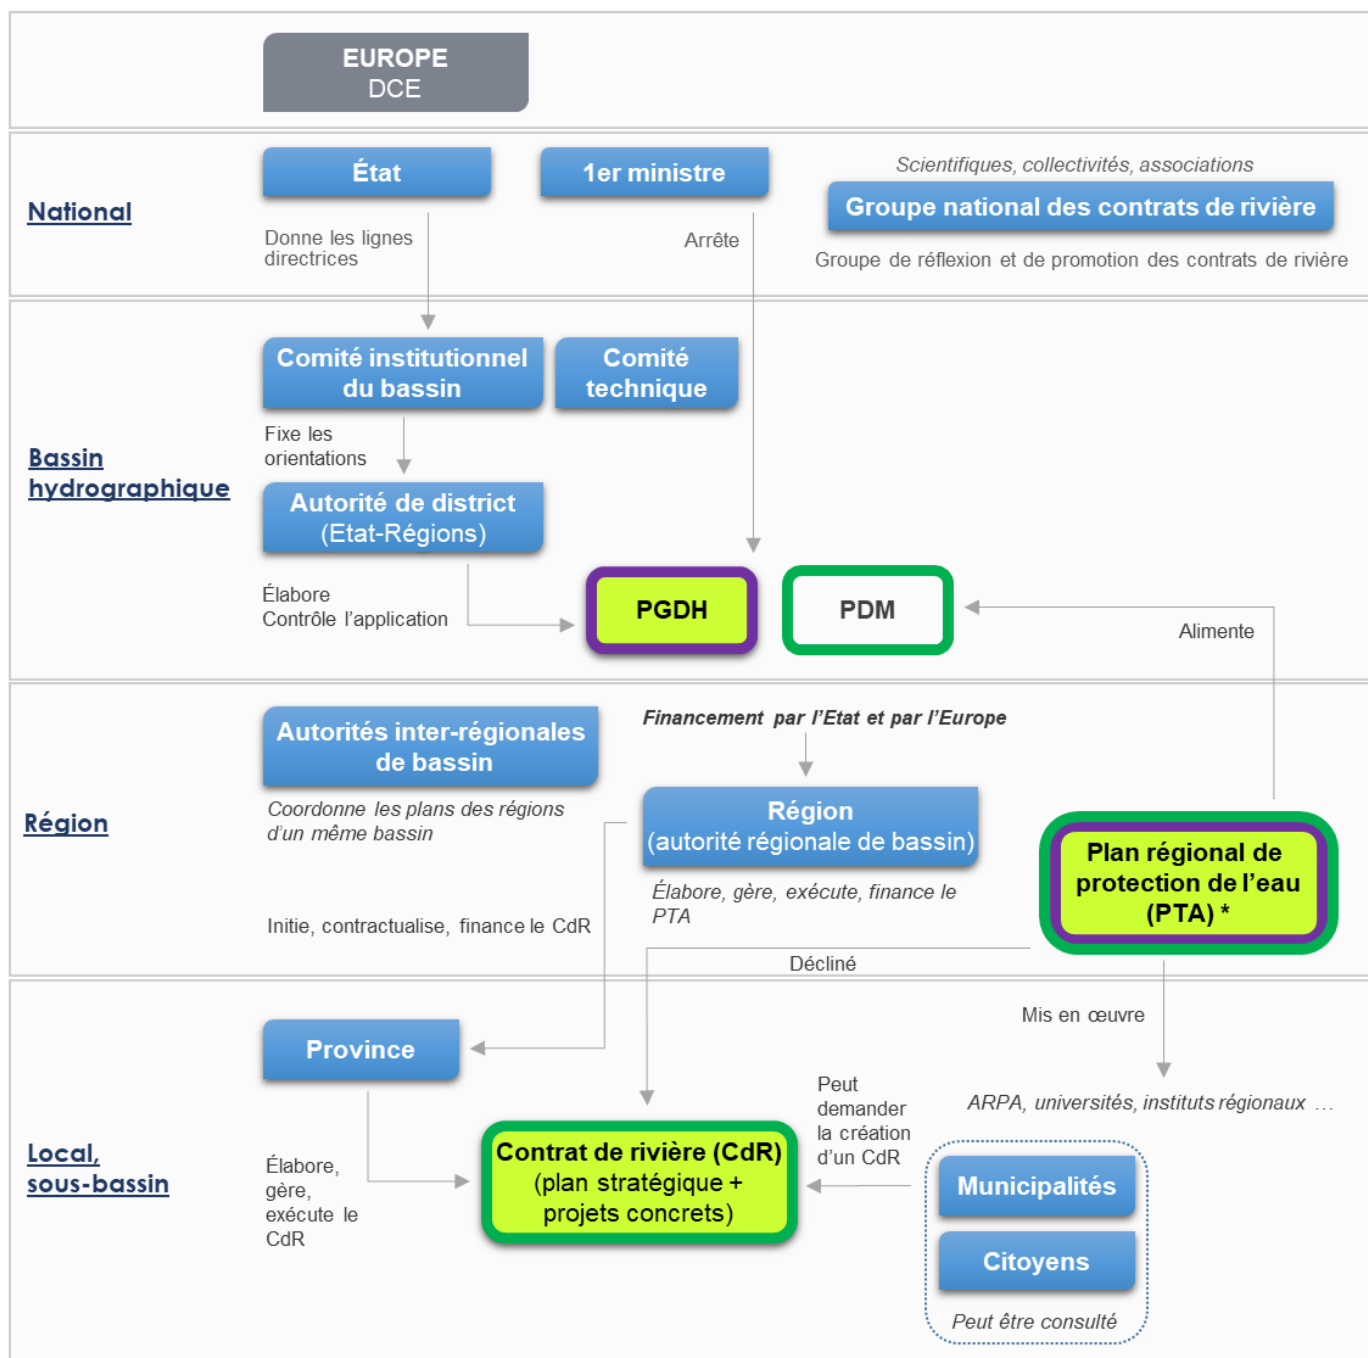 EUROPE
DCE
National
État
1er ministre
Scientifiques, collectivités, associations
Groupe national des contrats de rivière
Groupe de réflexion et de promotion des contrats de rivière
Donne les lignes
directrices
Arrête
Bassin
hydrographique
Comité institutionnel
du bassin
Comité
technique
Fixe les
orientations
Autorité de district
(Etat-Régions)
Élabore
Contrôle l'application
PGDH
PDM
Alimente
Région
Autorités inter-régionales
de bassin
Coordonne les plans des régions
d'un même bassin
Financement par l'Etat et par l'Europe
Région
(autorité régionale de bassin)
Élabore, gère, exécute, finance le
PTA
Plan régional de
protection de l'eau
(PTA) *
Initie, contractualise, finance le CdR
Décliné
Mis en œuvre
Local,
sous-bassin
Province
Élabore,
gère,
exécute le
CdR
Contrat de rivière (CdR)
(plan stratégique +
projets concrets)
Peut
demander
la création
d'un CdR
ARPA, universités, instituts régionaux …
Municipalités
Citoyens
Peut être consulté